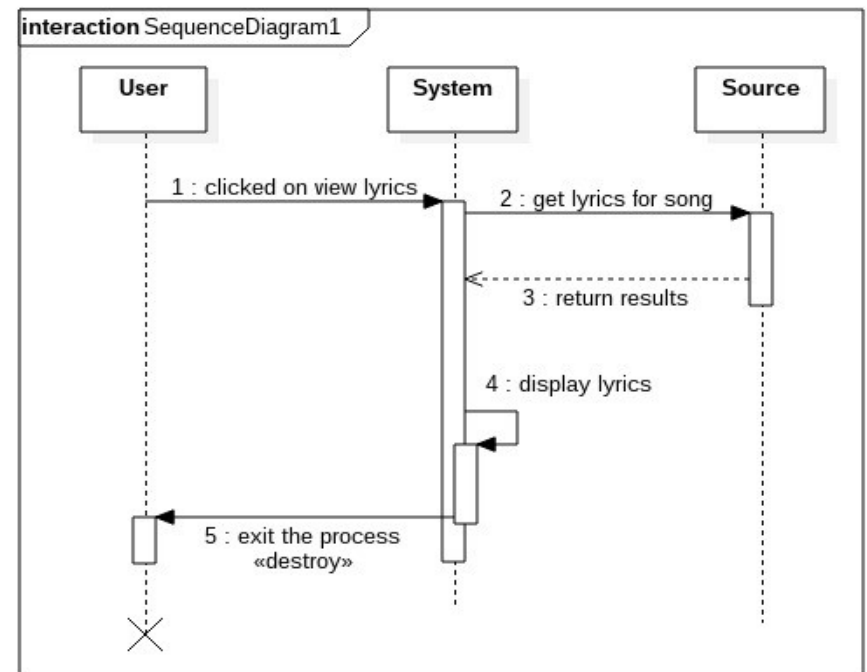 interaction SequenceDiagram1
User
System
Source
1 : clicked on view lyrics
2 : get lyrics for song
3 : return results
4 : display lyrics
5 : exit the process
«destroy»